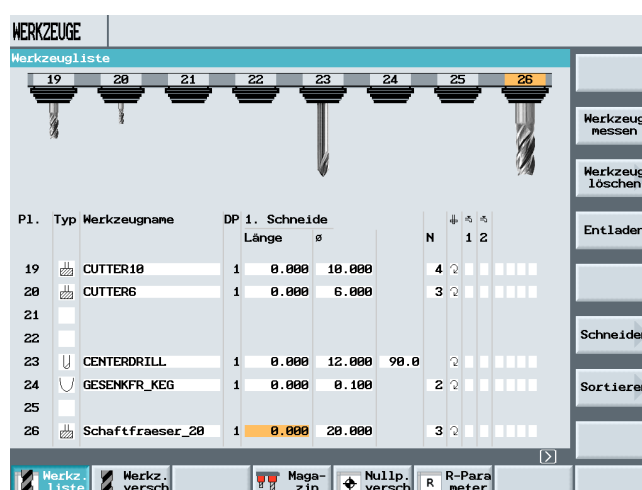 WERKZEUGE
Werkzeugliste
19 20 21 22 23 24 25 26
Werkzeug
messen
Werkzeug
löschen
Pl. Typ Werkzeugname DP 1. Schneide
Entladen
Länge ø N 1 2
19 CUTTER10 1 0.000 10.000 4
20 CUTTER6 1 0.000 6.000 3
21
22
Schneiden
23 CENTERDRILL 1 0.000 12.000 90.0
24 GESENKFR_KEG 1 0.000 0.100 2
Sortieren
25
26 Schaftfraeser_20 1 0.000 20.000 3
Werkz.
liste
Werkz.
versch
Maga-
zin
Nullp.
versch
R R-Para
meter